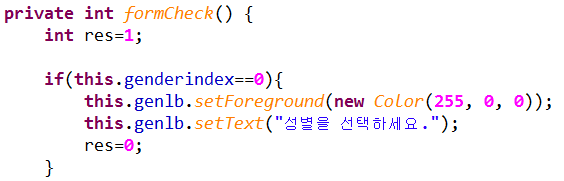 private int formCheck() {
int res=1;
if(this.genderindex==0){
this.genlb.setForeground(new Color(255, 0, 0));
this.genlb.setText("성별을 선택하세요.");
res=0;
}